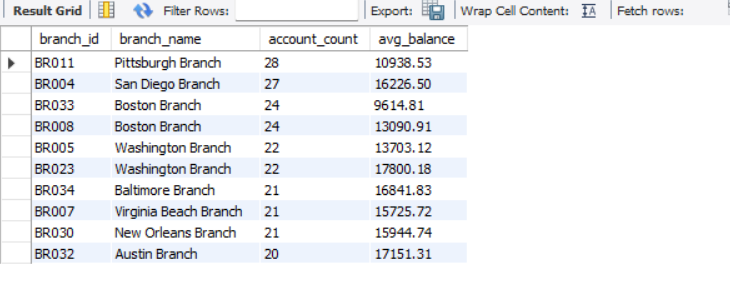 Result Grid Filter Rows: Export: Wrap Cell Content: IA Fetch rows:
branch_id branch_name account_count avg_balance
BR011 Pittsburgh Branch 28 10938.53
BR004 San Diego Branch 27 16226.50
BR033 Boston Branch 24 9614.81
BR008 Boston Branch 24 13090.91
BR005 Washington Branch 22 13703.12
BR023 Washington Branch 22 17800.18
BR034 Baltimore Branch 21 16841.83
BR007 Virginia Beach Branch 21 15725.72
BR030 New Orleans Branch 21 15944.74
BR032 Austin Branch 20 17151.31